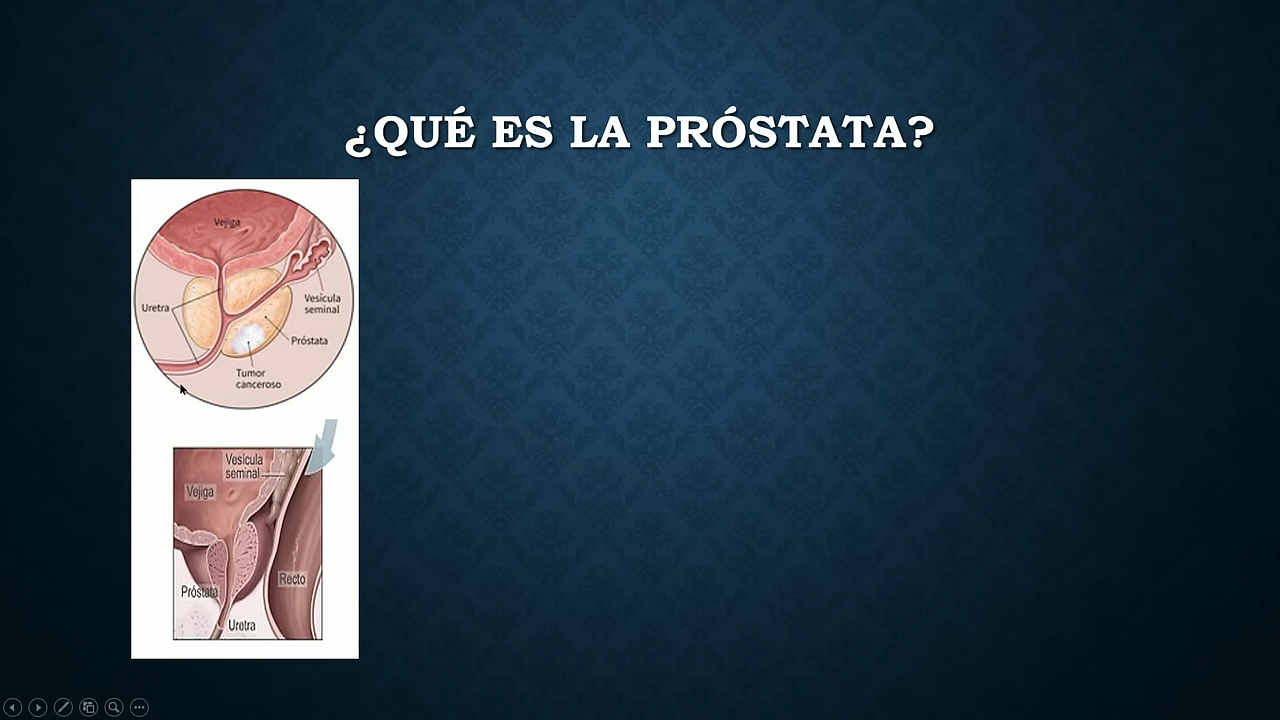 ¿QUÉ ES LA PRÓSTATA?
Vejiga
Uretra
Vesícula
seminal
Próstata
Tumor
canceroso
Vesícula
seminal
Vejiga
Próstata
Recto
Uretra